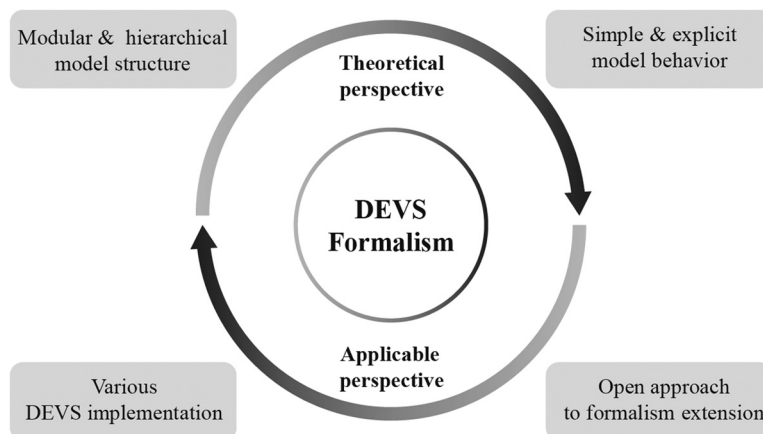 Modular & hierarchical
model structure
Simple & explicit
model behavior
Theoretical
perspective
DEVS
Formalism
Applicable
perspective
Various
DEVS implementation
Open approach
to formalism extension